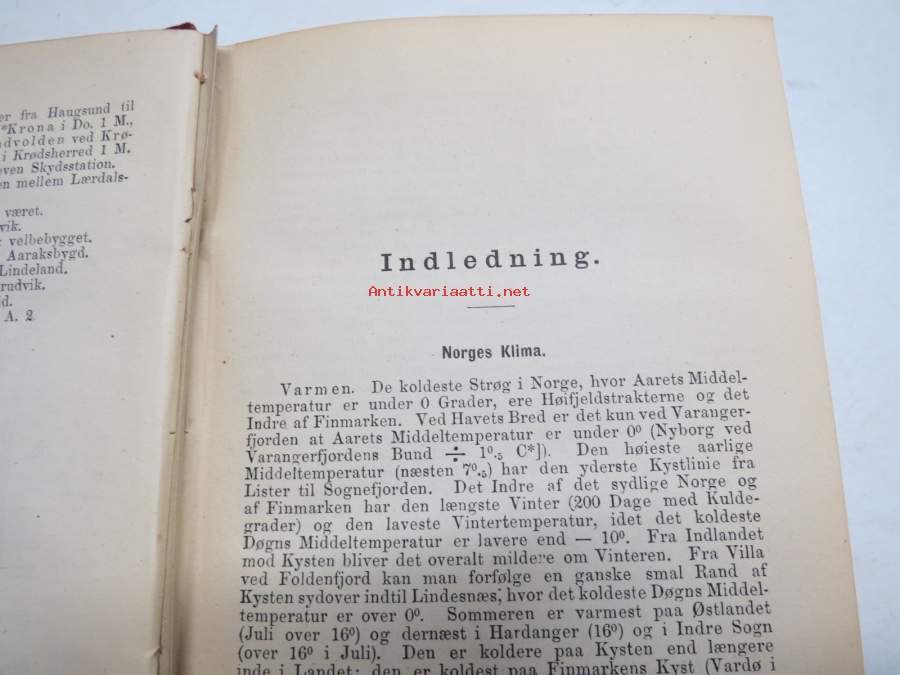 er fra Haugsund til
*Krona i Do. 1 M.,
dvolden ved Krø-
i Krødsherred 1 M.
even Skydsstation.
en mellem Lærdals-
været.
vik.
velbebygget.
Aaraksbygd.
Lindeland.
rudvik.
d.
A. 2
Indledning.
Antikvariaatti.net
Norges Klima.
Varmen. De koldeste Strøg i Norge, hvor Aarets Middel-
temperatur er under 0 Grader, ere Høifjeldstrakterne og det
Indre af Finmarken. Ved Havets Bred er det kun ved Varanger-
fjorden at Aarets Middeltemperatur er under 0⁰ (Nyborg ved
Varangerfjordens Bund ÷ 1⁰.₅ C*]). Den høieste aarlige
Middeltemperatur (næsten 7⁰.₅) har den yderste Kystlinie fra
Lister til Sognefjorden. Det Indre af det sydlige Norge og
af Finmarken har den længste Vinter (200 Dage med Kulde-
grader) og den laveste Vintertemperatur, idet det koldeste
Døgns Middeltemperatur er lavere end — 10⁰. Fra Indlandet
mod Kysten bliver det overalt mildere om Vinteren. Fra Villa
ved Foldenfjord kan man forfølge en ganske smal Rand af
Kysten sydover indtil Lindesnæs, hvor det koldeste Døgns Middel-
temperatur er over 0⁰. Sommeren er varmest paa Østlandet
(Juli over 16⁰) og dernæst i Hardanger (16⁰) og i Indre Sogn
(over 16⁰ i Juli). Den er koldere paa Kysten end længere
inde i Landet; den er koldest paa Finmarkens Kyst (Vardø i